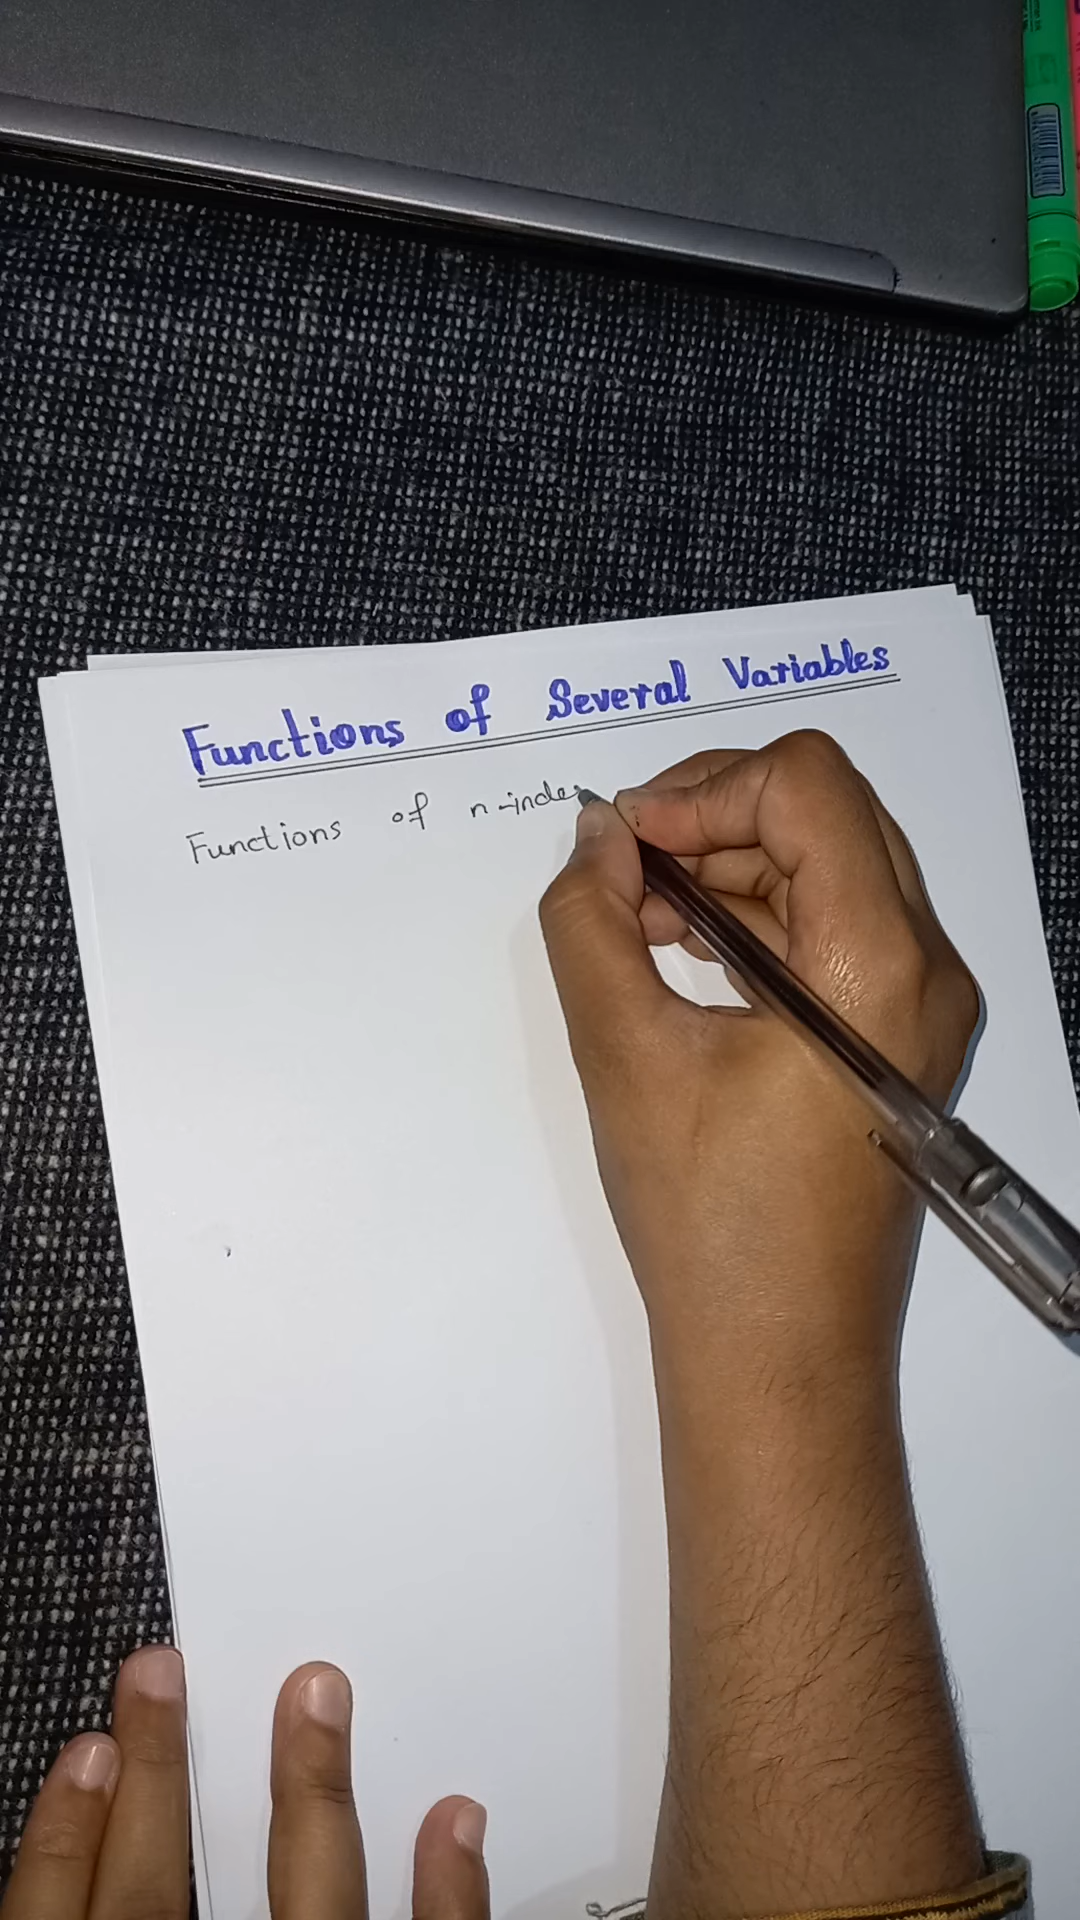 Functions of Several Variables
Functions of n-inde